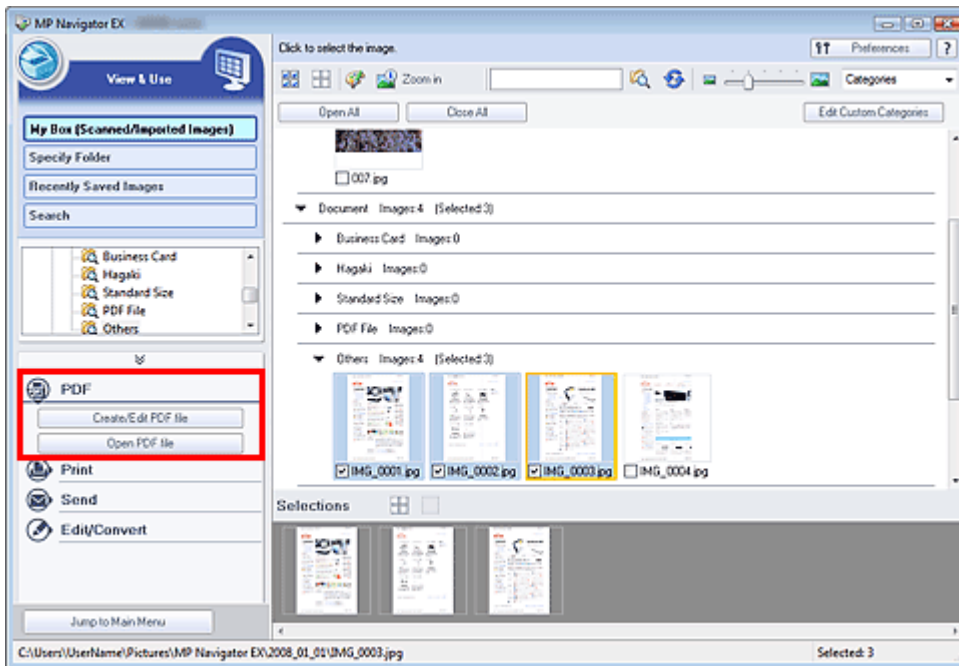 MP Navigator EX
View & Use
My Box (Scanned/Imported Images)
Specify Folder
Recently Saved Images
Search
Business Card
Hagaki
Standard Size
PDF File
Others
PDF
Create/Edit PDF file
Open PDF file
Print
Send
Edit/Convert
Jump to Main Menu
Click to select the image.
Preferences
?
Zoom in
Categories
Open All
Close All
Edit Custom Categories
007.jpg
Document Images:4 (Selected:3)
Business Card Images:0
Hagaki Images:0
Standard Size Images:0
PDF File Images:0
Others Images:4 (Selected:3)
IMG_0001.jpg IMG_0002.jpg IMG_0003.jpg IMG_0004.jpg
Selections
C:\Users\UserName\Pictures\MP Navigator EX\2008_01_01\IMG_0003.jpg
Selected: 3